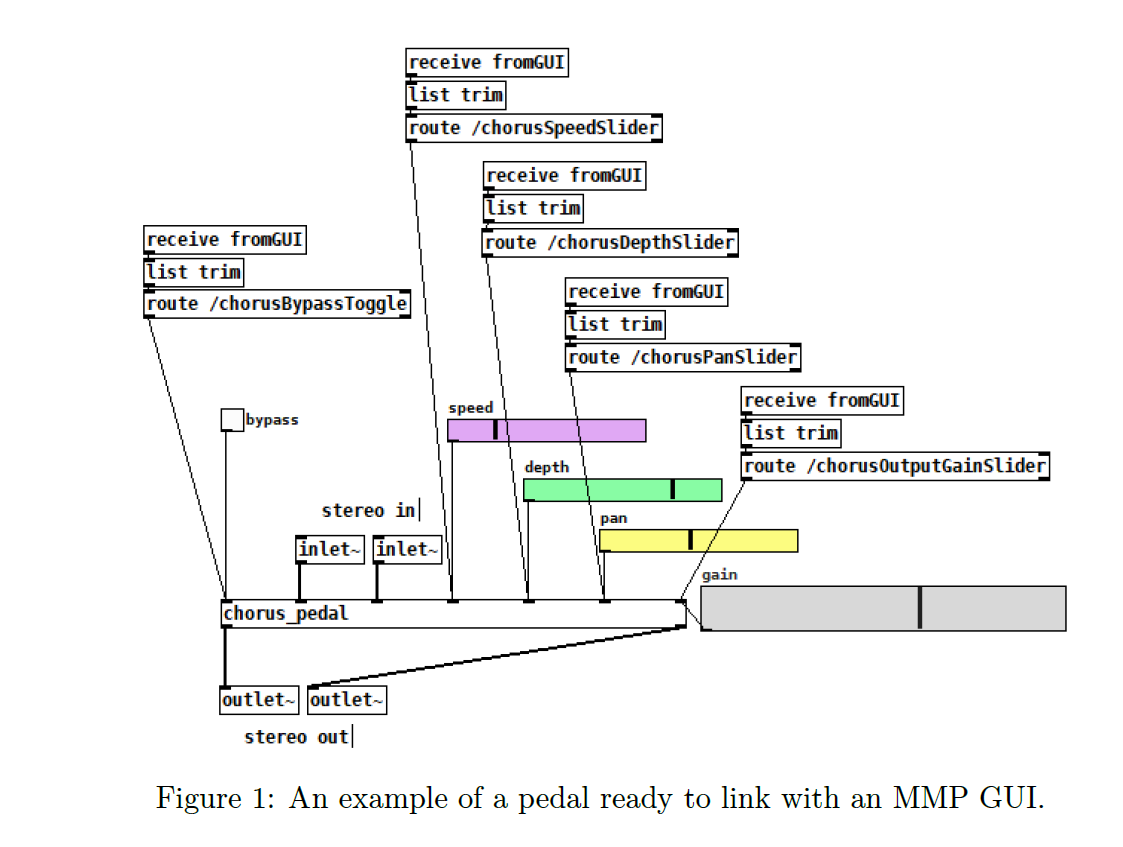 receive fromGUI
list trim
route /chorusSpeedSlider
receive fromGUI
list trim
route /chorusDepthSlider
receive fromGUI
list trim
route /chorusBypassToggle
receive fromGUI
list trim
route /chorusPanSlider
receive fromGUI
list trim
route /chorusOutputGainSlider
speed
bypass
depth
stereo in
pan
inlet~ inlet~
gain
chorus_pedal
outlet~ outlet~
stereo out
Figure 1: An example of a pedal ready to link with an MMP GUI.